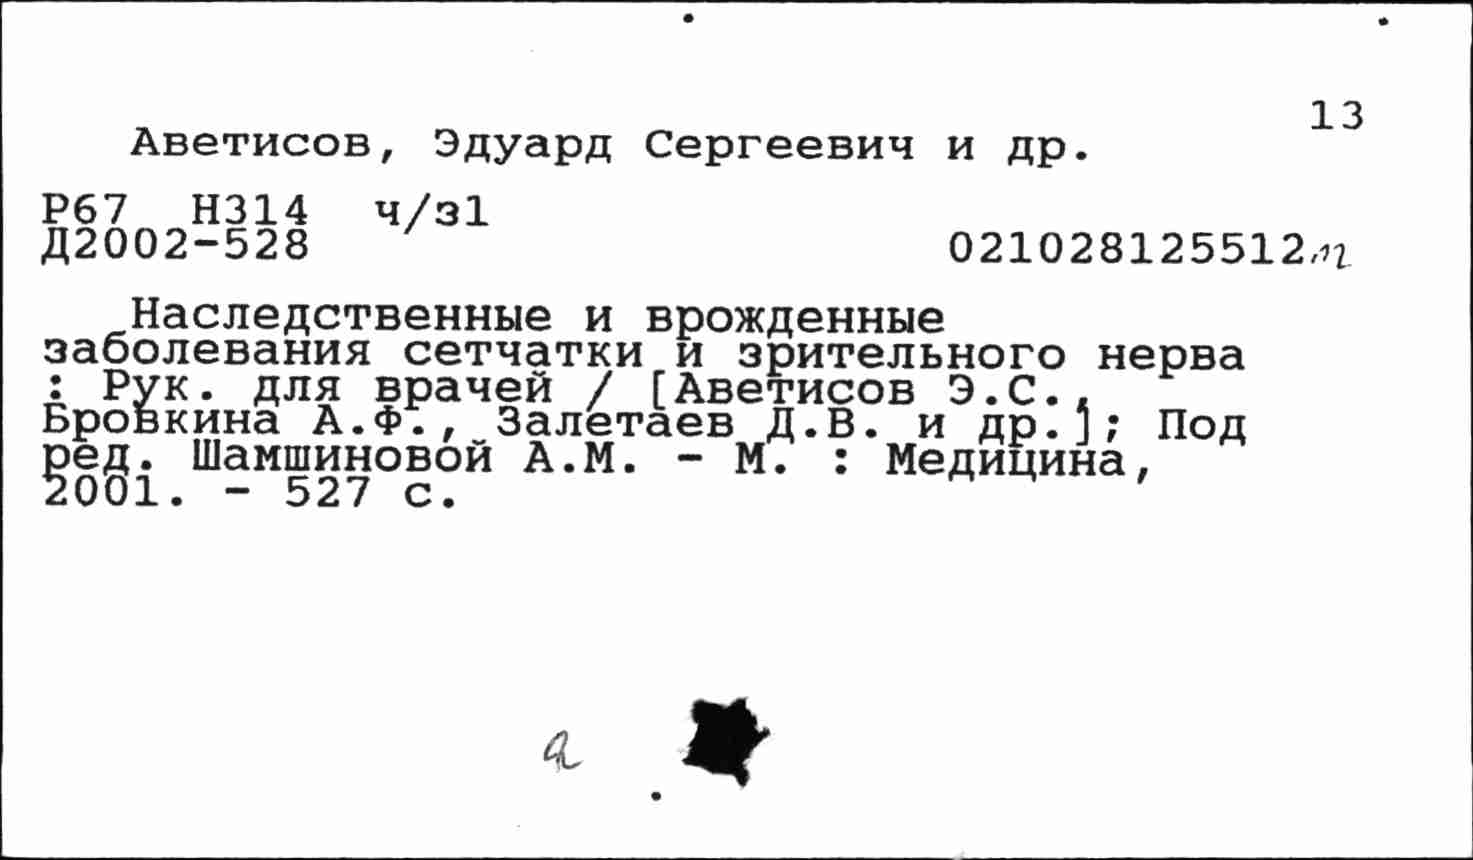 13
Аветисов, Эдуард Сергеевич и др.
Р67 Н314 ч/з1
Д2002-528
021028125512
Наследственные и врожденные
заболевания сетчатки и зрительного нерва
: Рук. для врачей / [Аветисов Э.С.,
Бровкина А.Ф., Залетаев Д.В. и др.]; Под
ред. Шамшиновой А.М. - М. : Медицина,
2001. - 527 с.